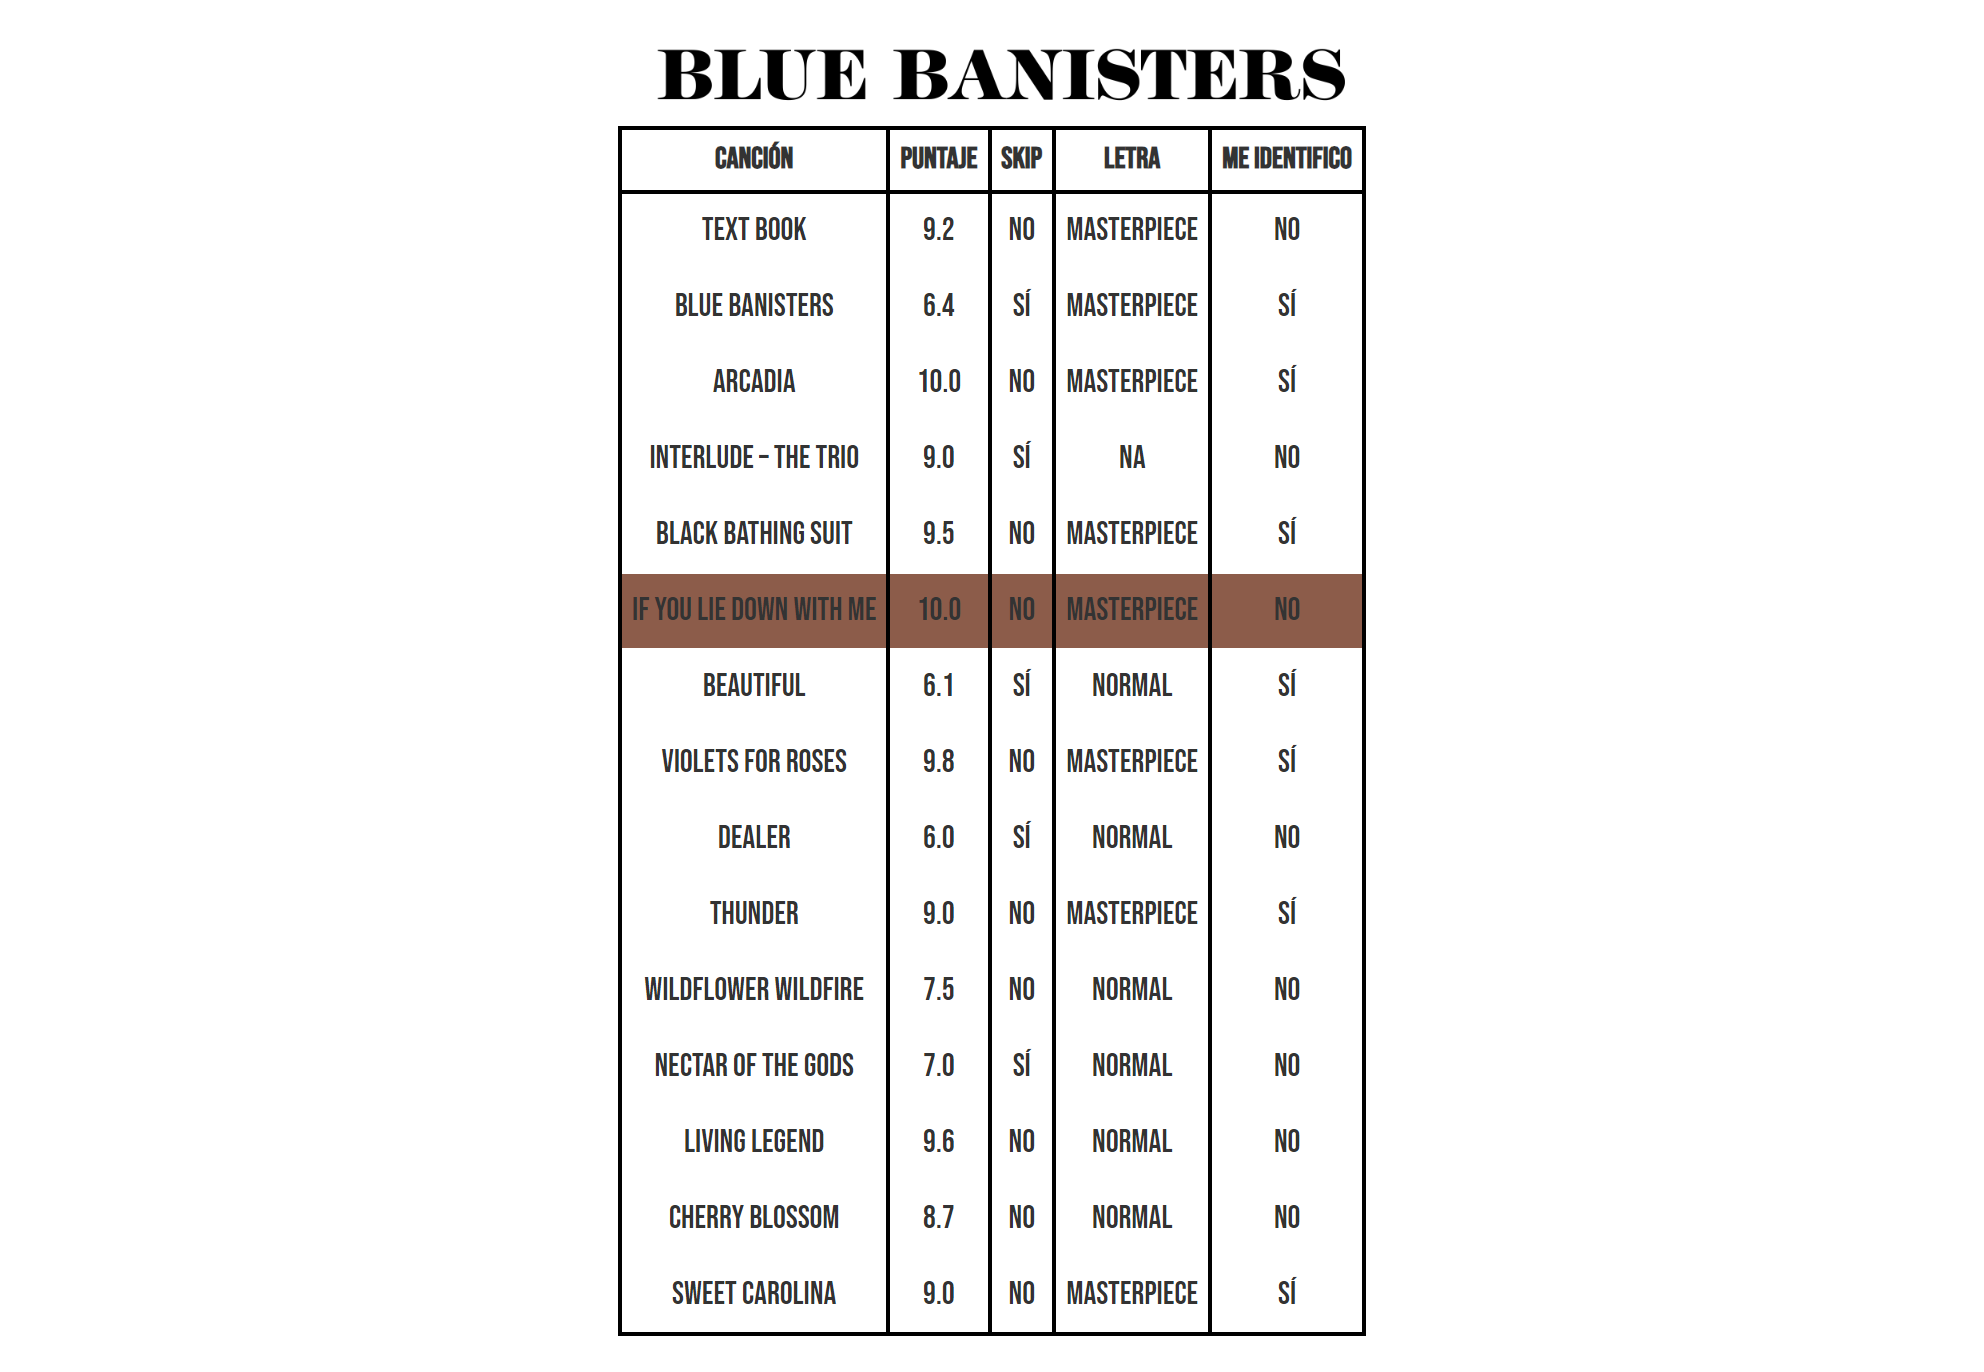 BLUE BANISTERS
CANCIÓN PUNTAJE SKIP LETRA ME IDENTIFICO
TEXT BOOK 9.2 NO MASTERPIECE NO
BLUE BANISTERS 6.4 SÍ MASTERPIECE SÍ
ARCADIA 10.0 NO MASTERPIECE SÍ
INTERLUDE – THE TRIO 9.0 SÍ NA NO
BLACK BATHING SUIT 9.5 NO MASTERPIECE SÍ
IF YOU LIE DOWN WITH ME 10.0 NO MASTERPIECE NO
BEAUTIFUL 6.1 SÍ NORMAL SÍ
VIOLETS FOR ROSES 9.8 NO MASTERPIECE SÍ
DEALER 6.0 SÍ NORMAL NO
THUNDER 9.0 NO MASTERPIECE SÍ
WILDFLOWER WILDFIRE 7.5 NO NORMAL NO
NECTAR OF THE GODS 7.0 SÍ NORMAL NO
LIVING LEGEND 9.6 NO NORMAL NO
CHERRY BLOSSOM 8.7 NO NORMAL NO
SWEET CAROLINA 9.0 NO MASTERPIECE SÍ